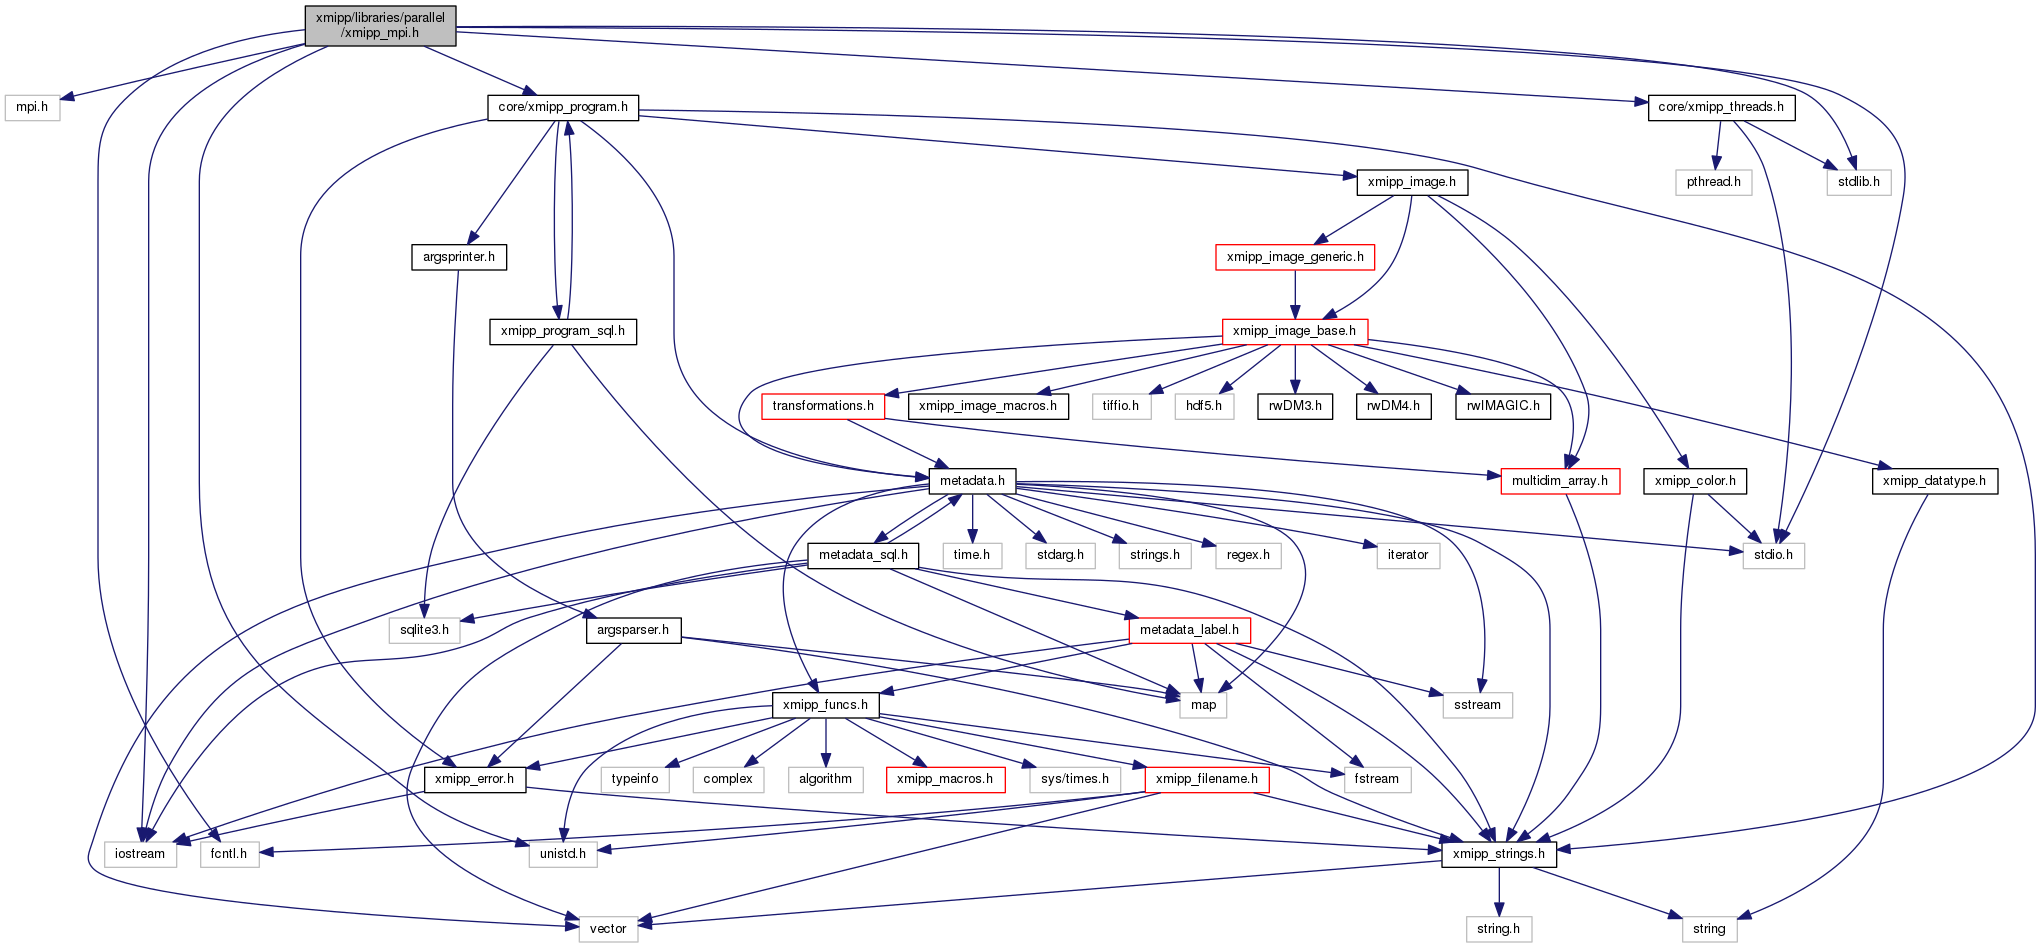 xmipp/libraries/parallel
/xmipp_mpi.h
mpi.h
core/xmipp_program.h
core/xmipp_threads.h
xmipp_image.h
pthread.h
stdlib.h
argsprinter.h
xmipp_image_generic.h
xmipp_program_sql.h
xmipp_image_base.h
transformations.h
xmipp_image_macros.h
tiffio.h
hdf5.h
rwDM3.h
rwDM4.h
rwIMAGIC.h
metadata.h
multidim_array.h
xmipp_color.h
xmipp_datatype.h
metadata_sql.h
time.h
stdarg.h
strings.h
regex.h
iterator
stdio.h
sqlite3.h
argsparser.h
metadata_label.h
xmipp_funcs.h
map
sstream
xmipp_error.h
typeinfo
complex
algorithm
xmipp_macros.h
sys/times.h
xmipp_filename.h
fstream
iostream
fcntl.h
unistd.h
xmipp_strings.h
vector
string.h
string